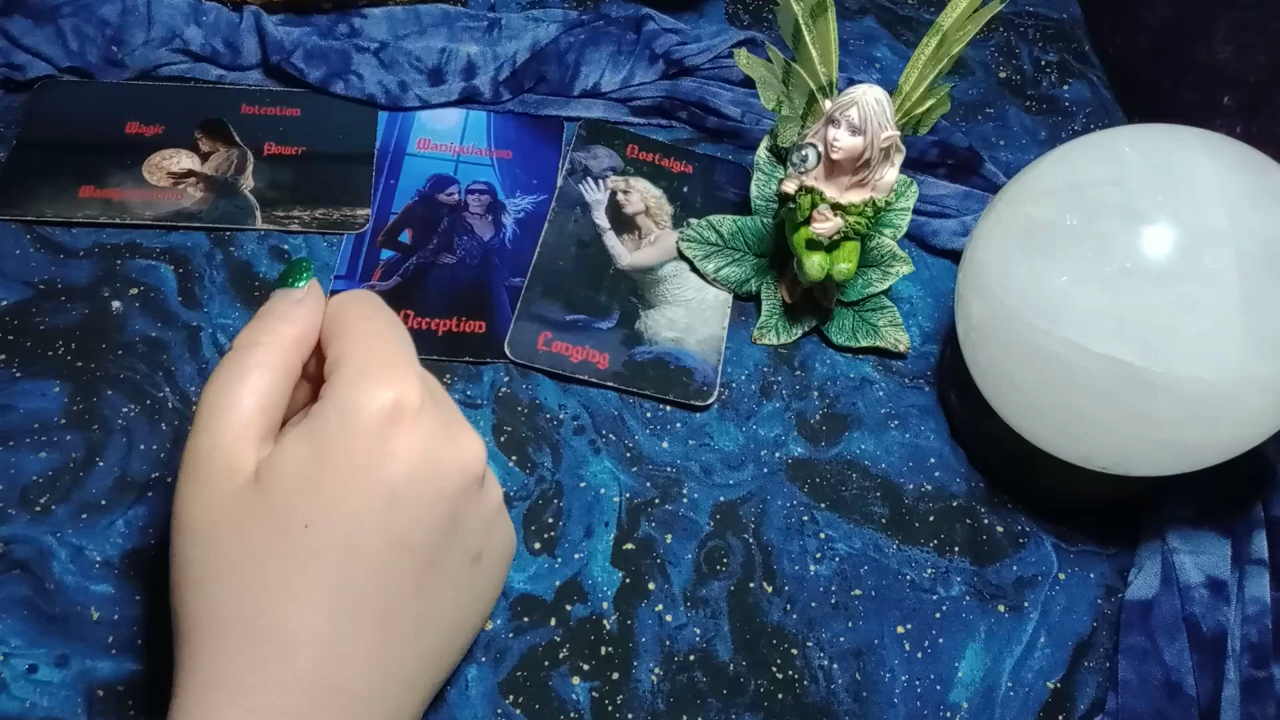 Intention
Magic
Power
Manifestation
Manipulation
Deception
Nostalgia
Longing